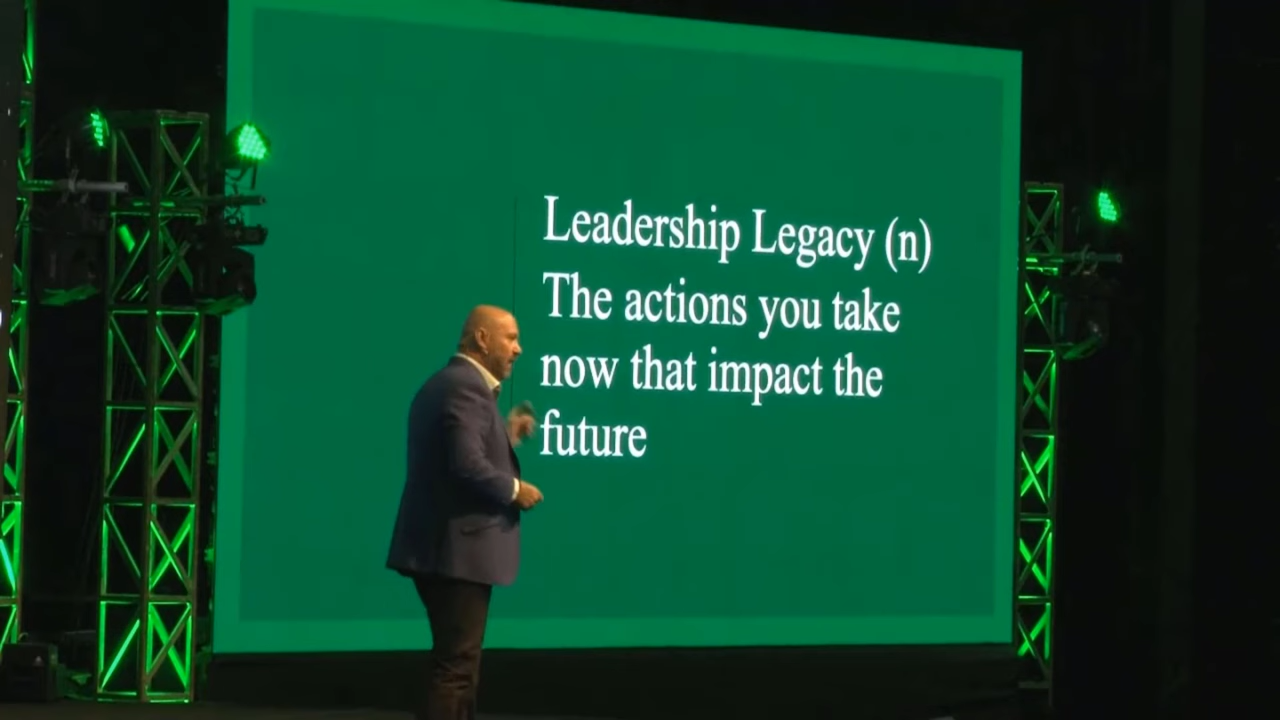 Leadership Legacy (n)
The actions you take
now that impact the
future